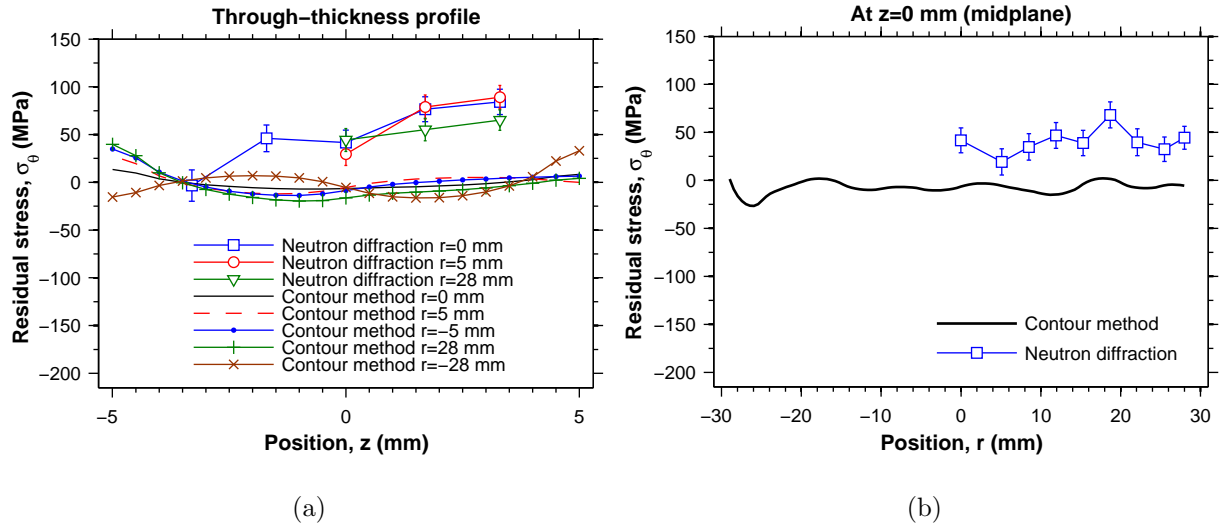 Through−thickness profile
150
100
50
0
−50
−100
−150
−200
Residual stress, σθ (MPa)
Neutron diffraction r=0 mm
Neutron diffraction r=5 mm
Neutron diffraction r=28 mm
Contour method r=0 mm
Contour method r=5 mm
Contour method r=−5 mm
Contour method r=28 mm
Contour method r=−28 mm
−5 0 5
Position, z (mm)
(a)
At z=0 mm (midplane)
150
100
50
0
−50
−100
−150
−200
Residual stress, σθ (MPa)
Contour method
Neutron diffraction
−30 −20 −10 0 10 20 30
Position, r (mm)
(b)